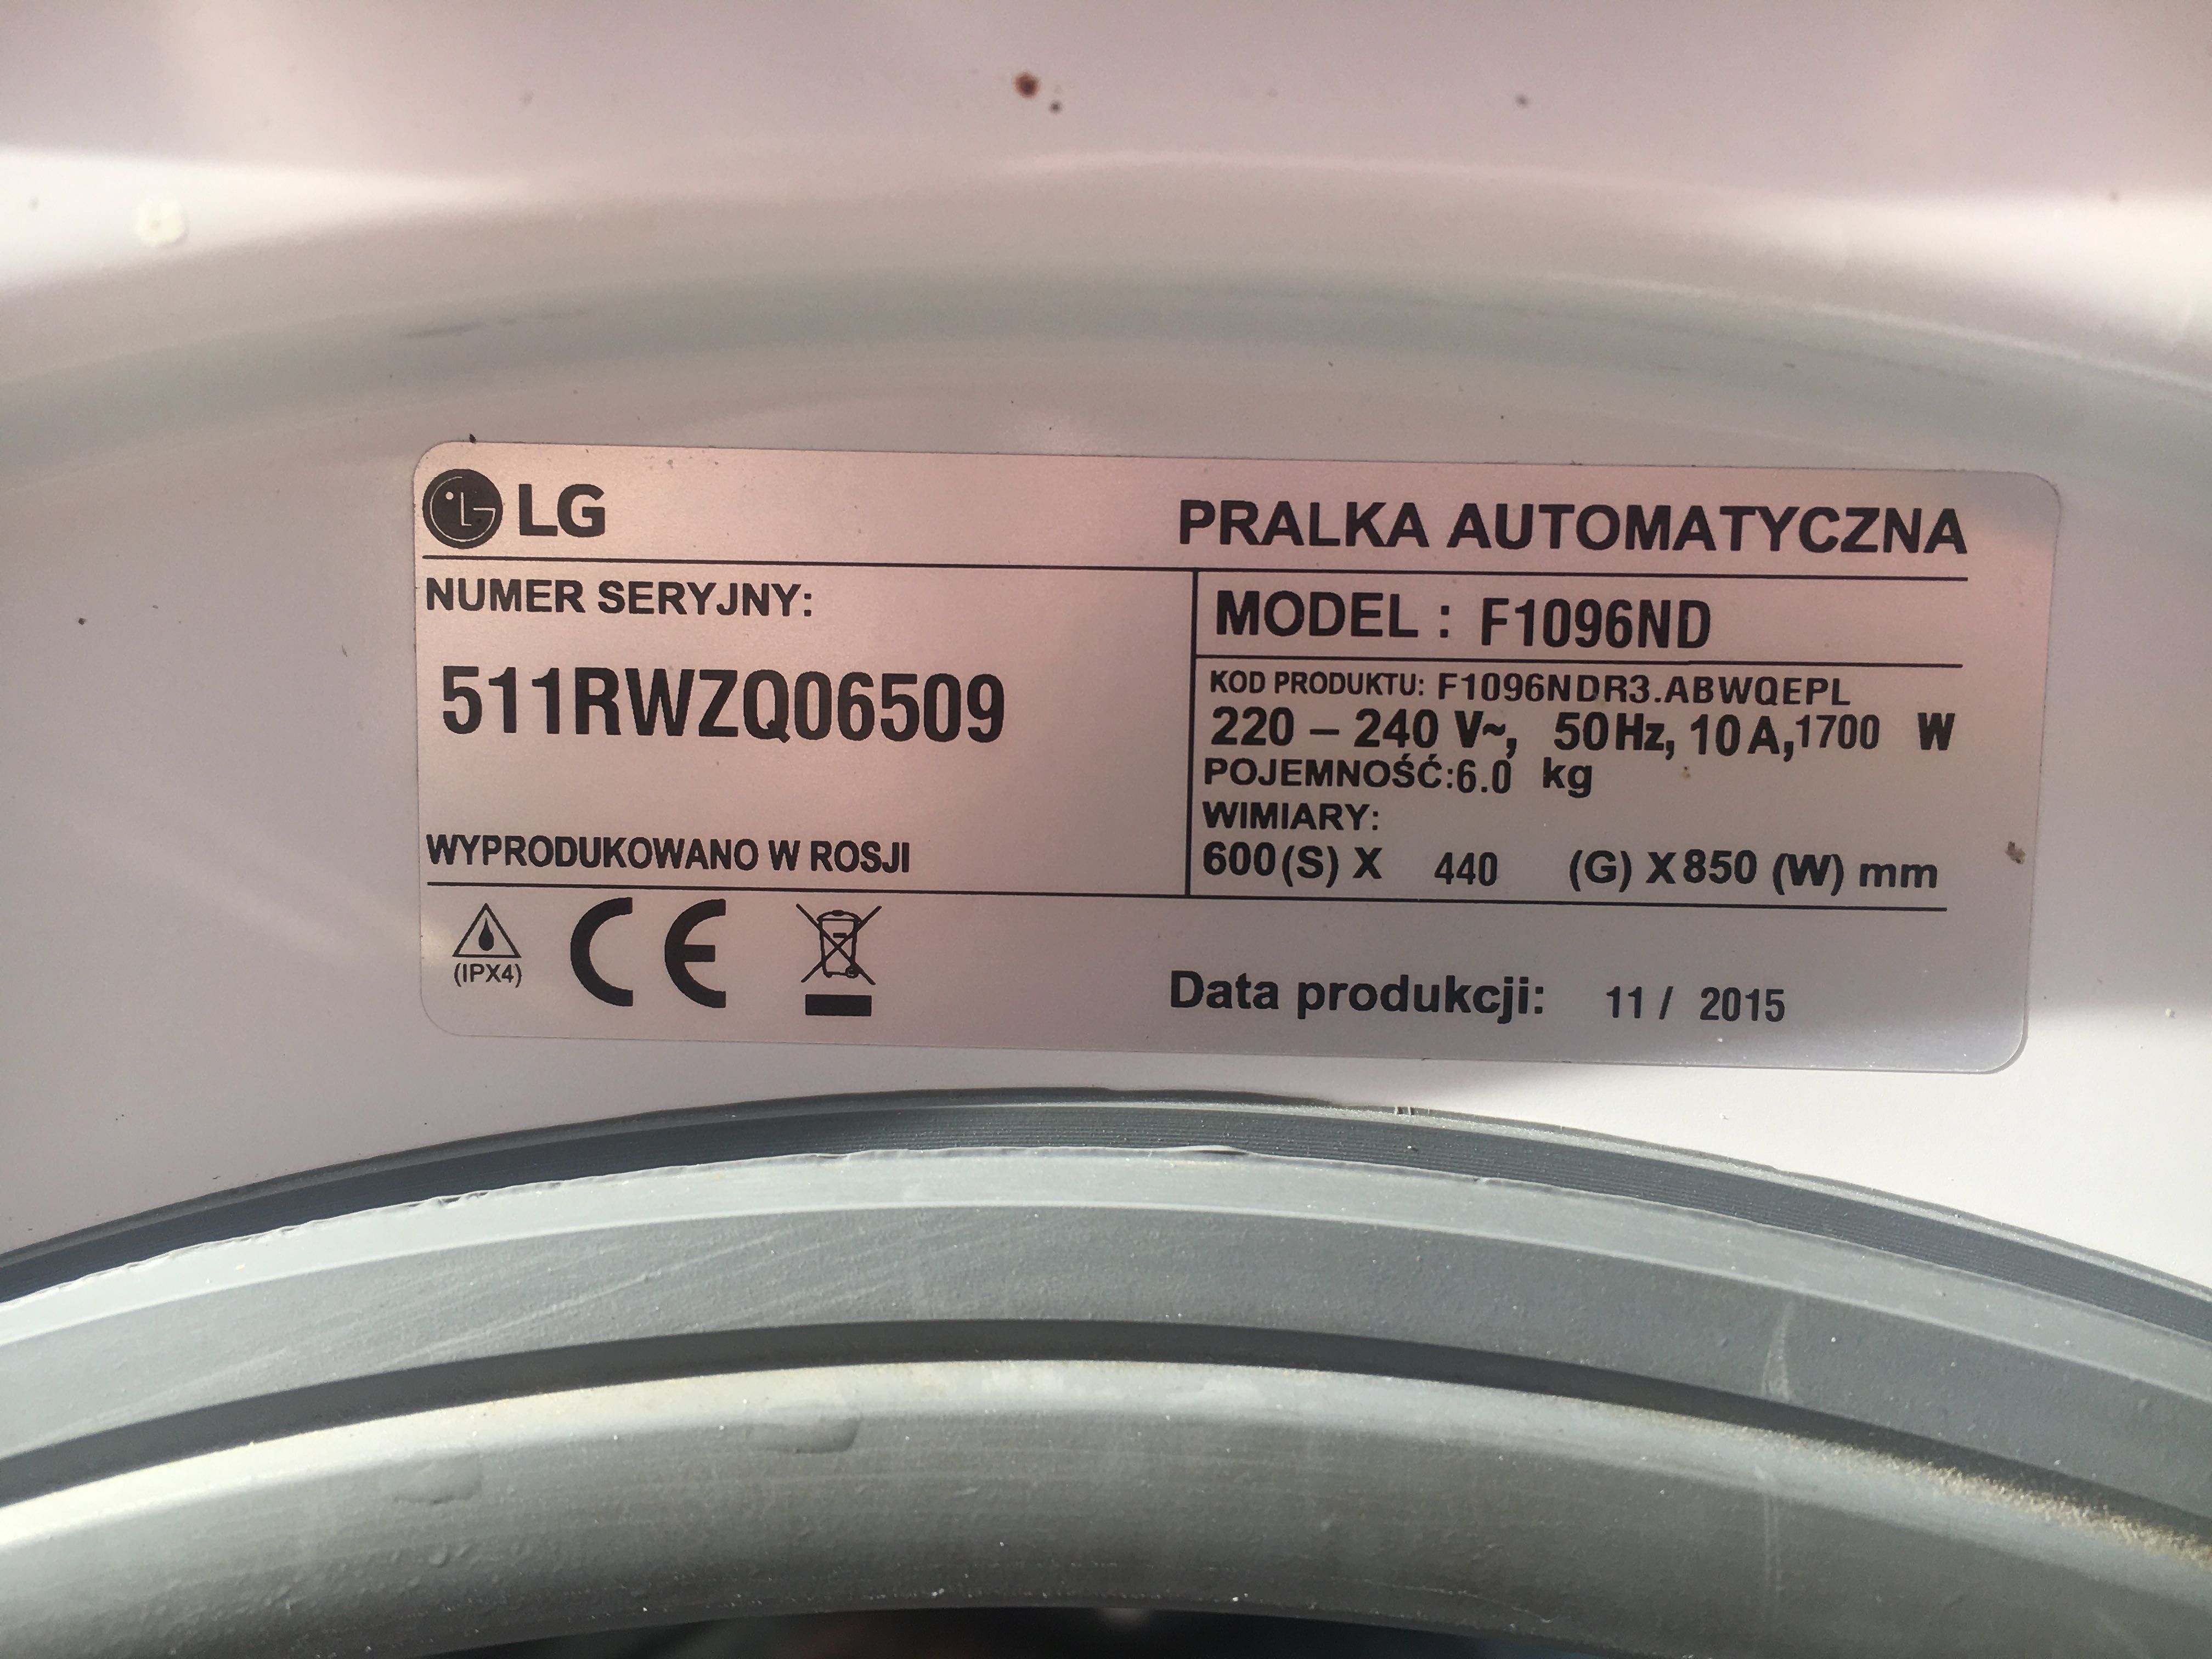 LG
PRALKA AUTOMATYCZNA
NUMER SERYJNY:
511RWZQ06509
WYPRODUKOWANO W ROSJI
MODEL : F1096ND
KOD PRODUKTU: F1096NDR3.ABWQEPL
220 – 240 V~, 50Hz, 10A,1700 W
POJEMNOŚĆ:6.0 kg
WIMIARY:
600(S) X 440 (G) X850 (W) mm
(IPX4)
CE
Data produkcji: 11 / 2015